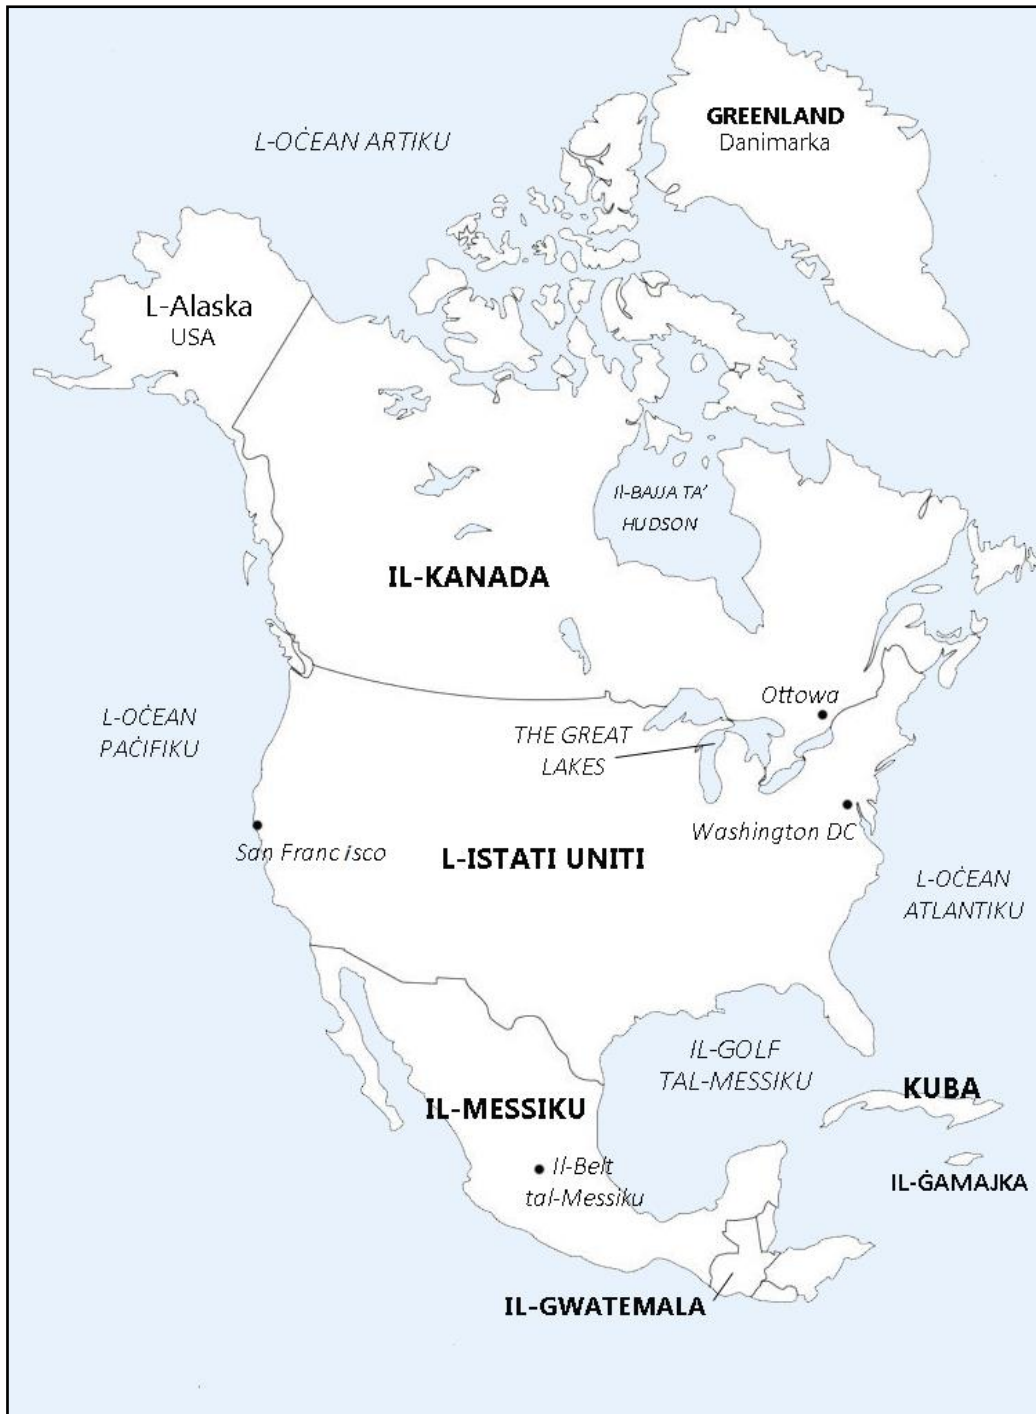 GREENLAND
Danimarka
L-OĊEAN ARTIKU
L-Alaska
USA
Il-BAJJA TA’
HUDSON
IL-KANADA
Ottowa
L-OĊEAN
PAĊIFIKU
THE GREAT
LAKES
Washington DC
San Francisco
L-ISTATI UNITI
L-OĊEAN
ATLANTIKU
IL-GOLF
TAL-MESSIKU
KUBA
IL-MESSIKU
Il-Belt
tal-Messiku
IL-ĠAMAJKA
IL-GWATEMALA